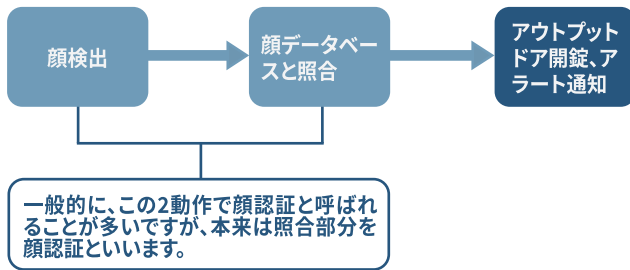 顔検出
顔データベー
スと照合
アウトプット
ドア開錠、ア
ラート通知
一般的に、この2動作で顔認証と呼ばれ
ることが多いですが、本来は照合部分を
顔認証といいます。